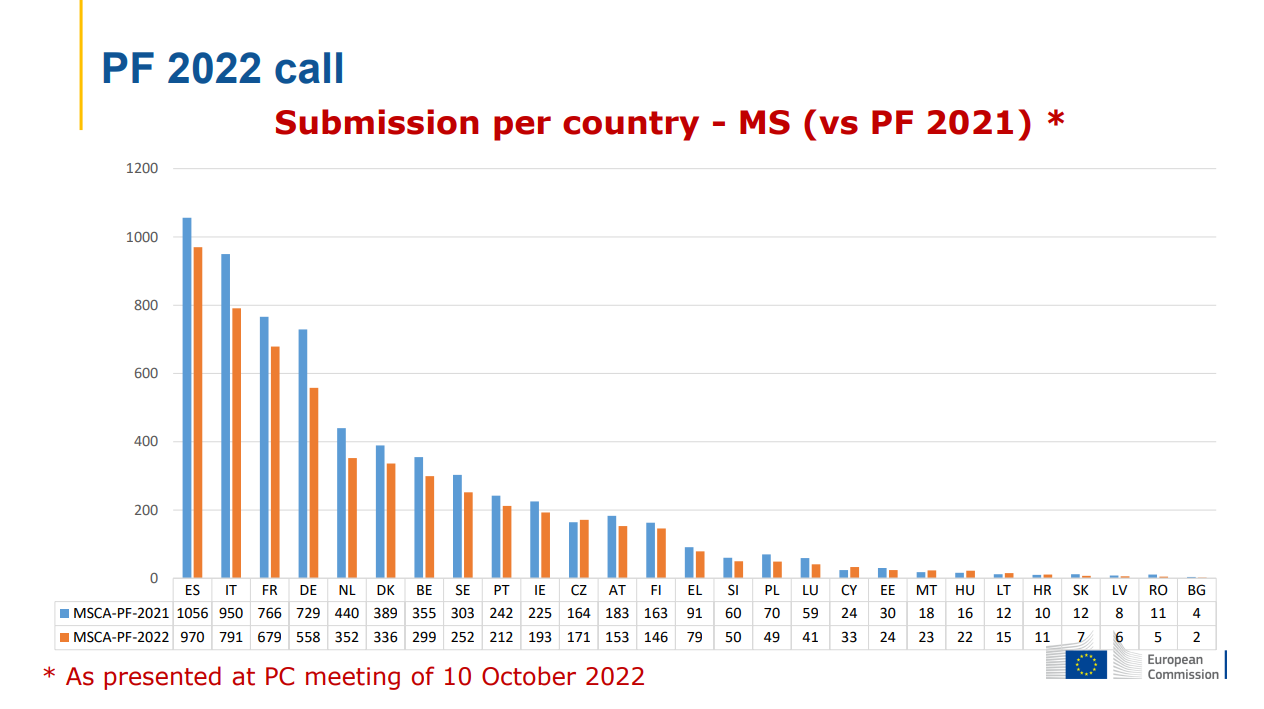 PF 2022 call
Submission per country - MS (vs PF 2021) *
1200
1000
800
600
400
200
0
ES IT FR DE NL DK BE SE PT IE CZ AT FI EL SI PL LU CY EE MT HU LT HR SK LV RO BG
MSCA-PF-2021 1056 950 766 729 440 389 355 303 242 225 164 183 163 91 60 70 59 24 30 18 16 12 10 12 8 11 4
MSCA-PF-2022 970 791 679 558 352 336 299 252 212 193 171 153 146 79 50 49 41 33 24 23 22 15 11 7 6 5 2
* As presented at PC meeting of 10 October 2022
European
Commission